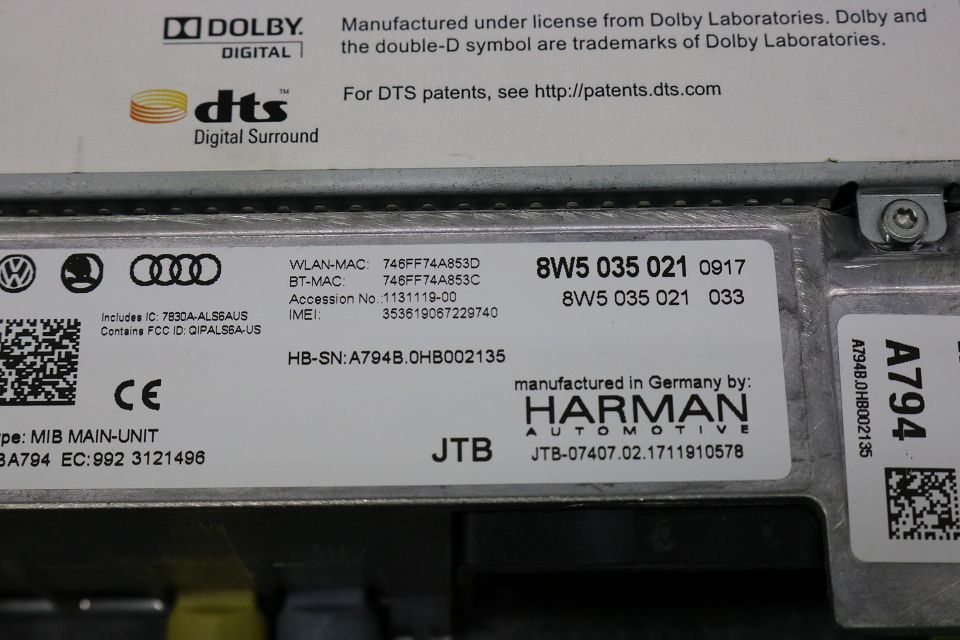 DOLBY.
DIGITAL
Manufactured under license from Dolby Laboratories. Dolby and
the double-D symbol are trademarks of Dolby Laboratories.
dts™
Digital Surround
For DTS patents, see http://patents.dts.com
WLAN-MAC: 746FF74A853D
BT-MAC: 746FF74A853C
Accession No.:1131119-00
IMEI: 353619067229740
8W5 035 021 0917
8W5 035 021 033
Includes IC: 7830A-ALS6AUS
Contains FCC ID: QIPALS6A-US
HB-SN:A794B.0HB002135
CE
manufactured in Germany by:
HARMAN
AUTOMOTIVE
MIB MAIN-UNIT
A794 EC:992 3121496
JTB
JTB-07407.02.1711910578
A794B.0HB002135
A794